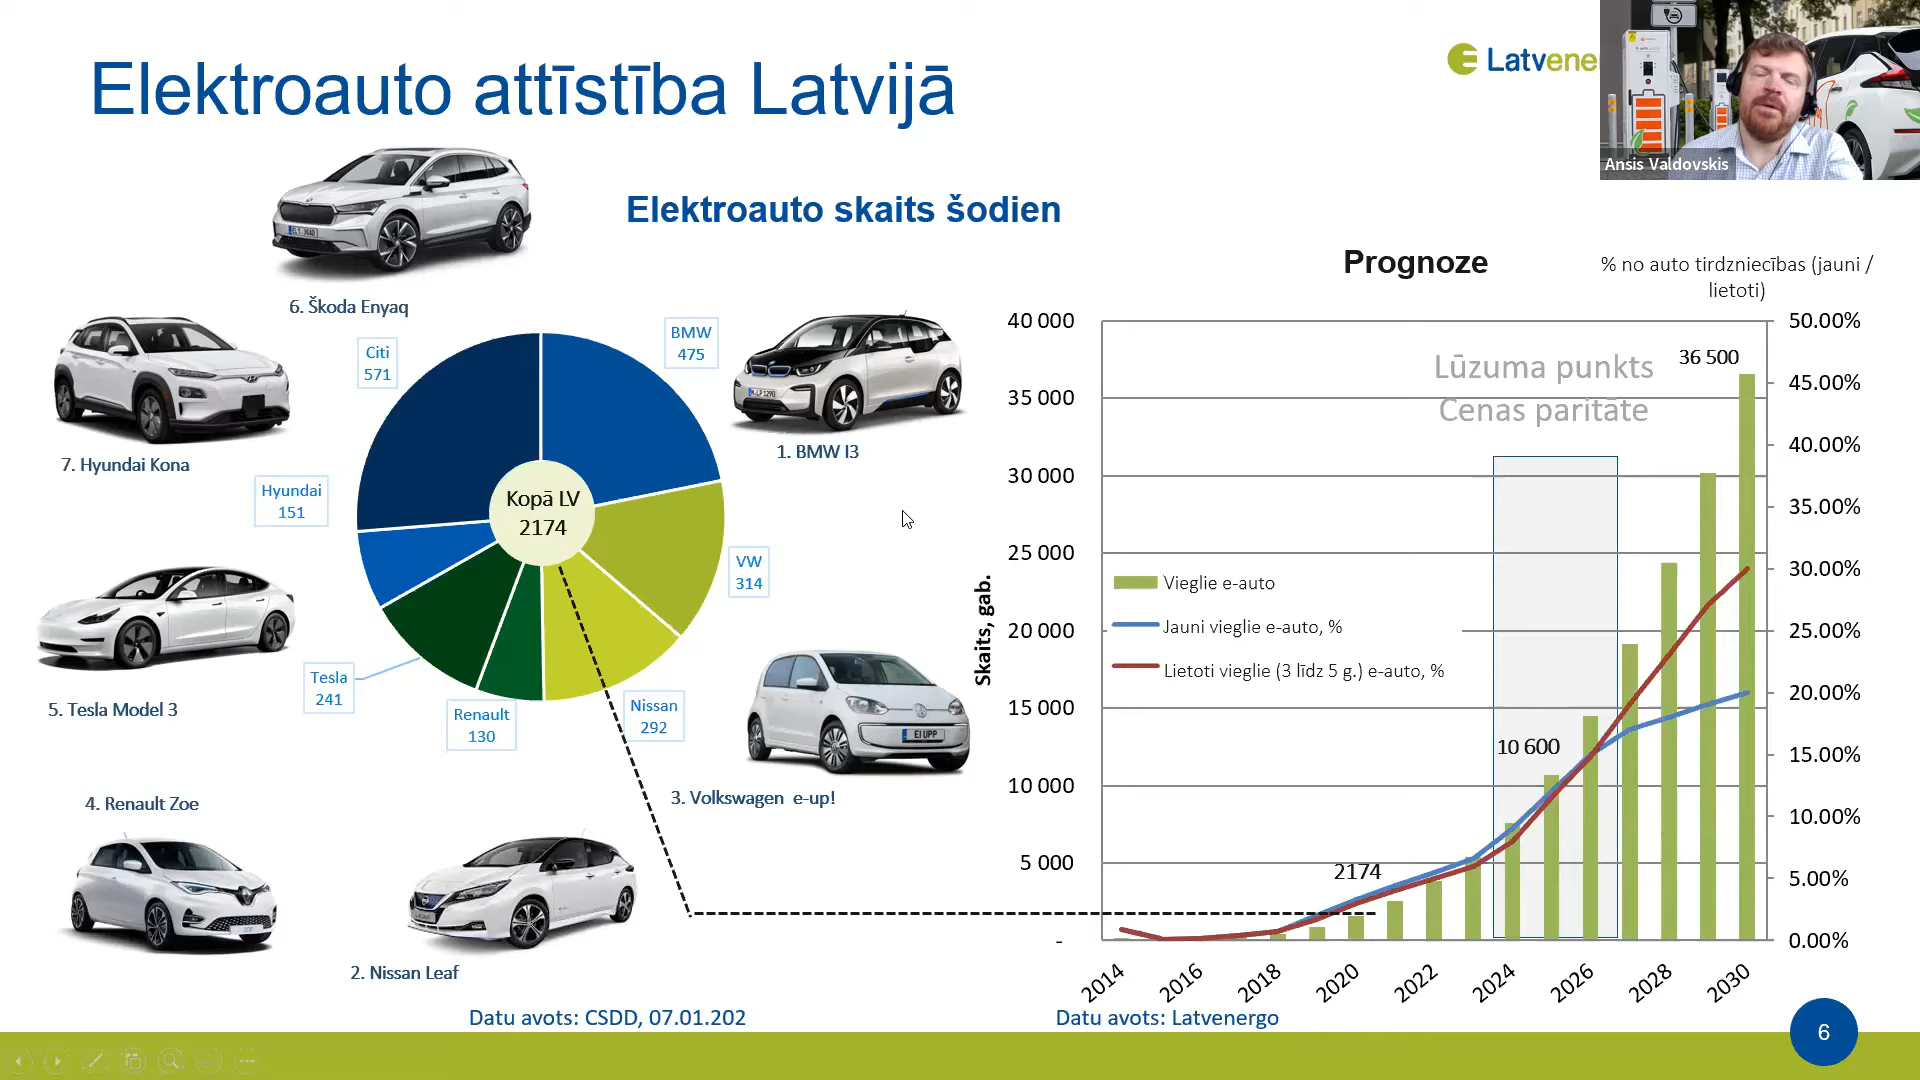 Elektroauto attīstība Latvijā
Latvene
Ansis Valdovskis
Elektroauto skaits šodien
6. Škoda Enyaq
7. Hyundai Kona
5. Tesla Model 3
4. Renault Zoe
2. Nissan Leaf
3. Volkswagen e-up!
1. BMW I3
Citi
571
BMW
475
Hyundai
151
VW
314
Tesla
241
Renault
130
Nissan
292
Kopā LV
2174
EI UPP
Datu avots: CSDD, 07.01.202
Prognoze
% no auto tirdzniecības (jauni /
lietoti)
Skaits, gab.
40 000
35 000
30 000
25 000
20 000
15 000
10 000
5 000
-
Lūzuma punkts
Cenas paritāte
36 500
10 600
2174
Vieglie e-auto
Jauni vieglie e-auto, %
Lietoti vieglie (3 līdz 5 g.) e-auto, %
50.00%
45.00%
40.00%
35.00%
30.00%
25.00%
20.00%
15.00%
10.00%
5.00%
0.00%
2014
2016
2018
2020
2022
2024
2026
2028
2030
Datu avots: Latvenergo
6